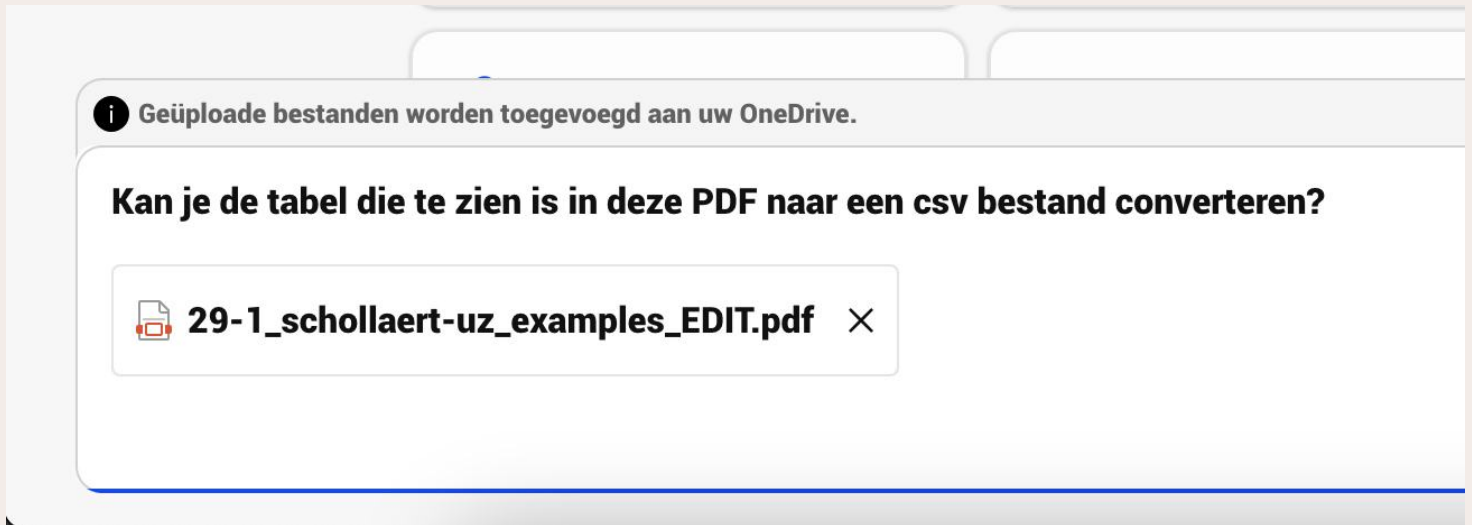 Geüploade bestanden worden toegevoegd aan uw OneDrive.
Kan je de tabel die te zien is in deze PDF naar een csv bestand converteren?
29-1_schollaert-uz_examples_EDIT.pdf